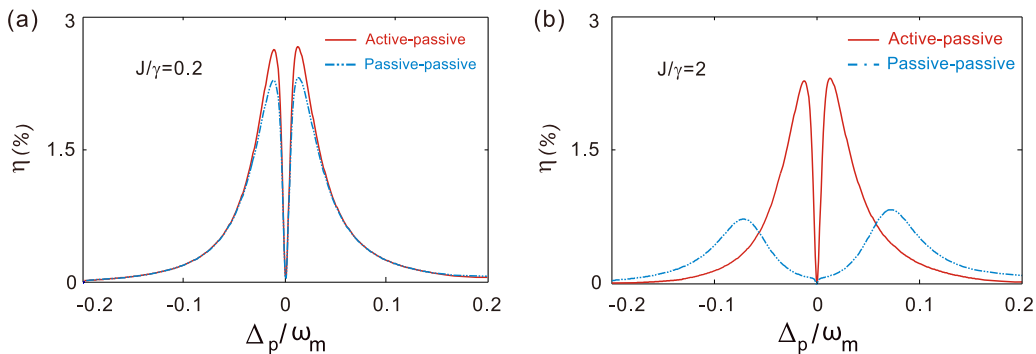 (a)
3
Active-passive
Passive-passive
J/γ=0.2
η(%)
1.5
0
-0.2
-0.1
0
0.1
0.2
Δp/ωm
(b)
3
Active-passive
Passive-passive
J/γ=2
η(%)
1.5
0
-0.2
-0.1
0
0.1
0.2
Δp/ωm